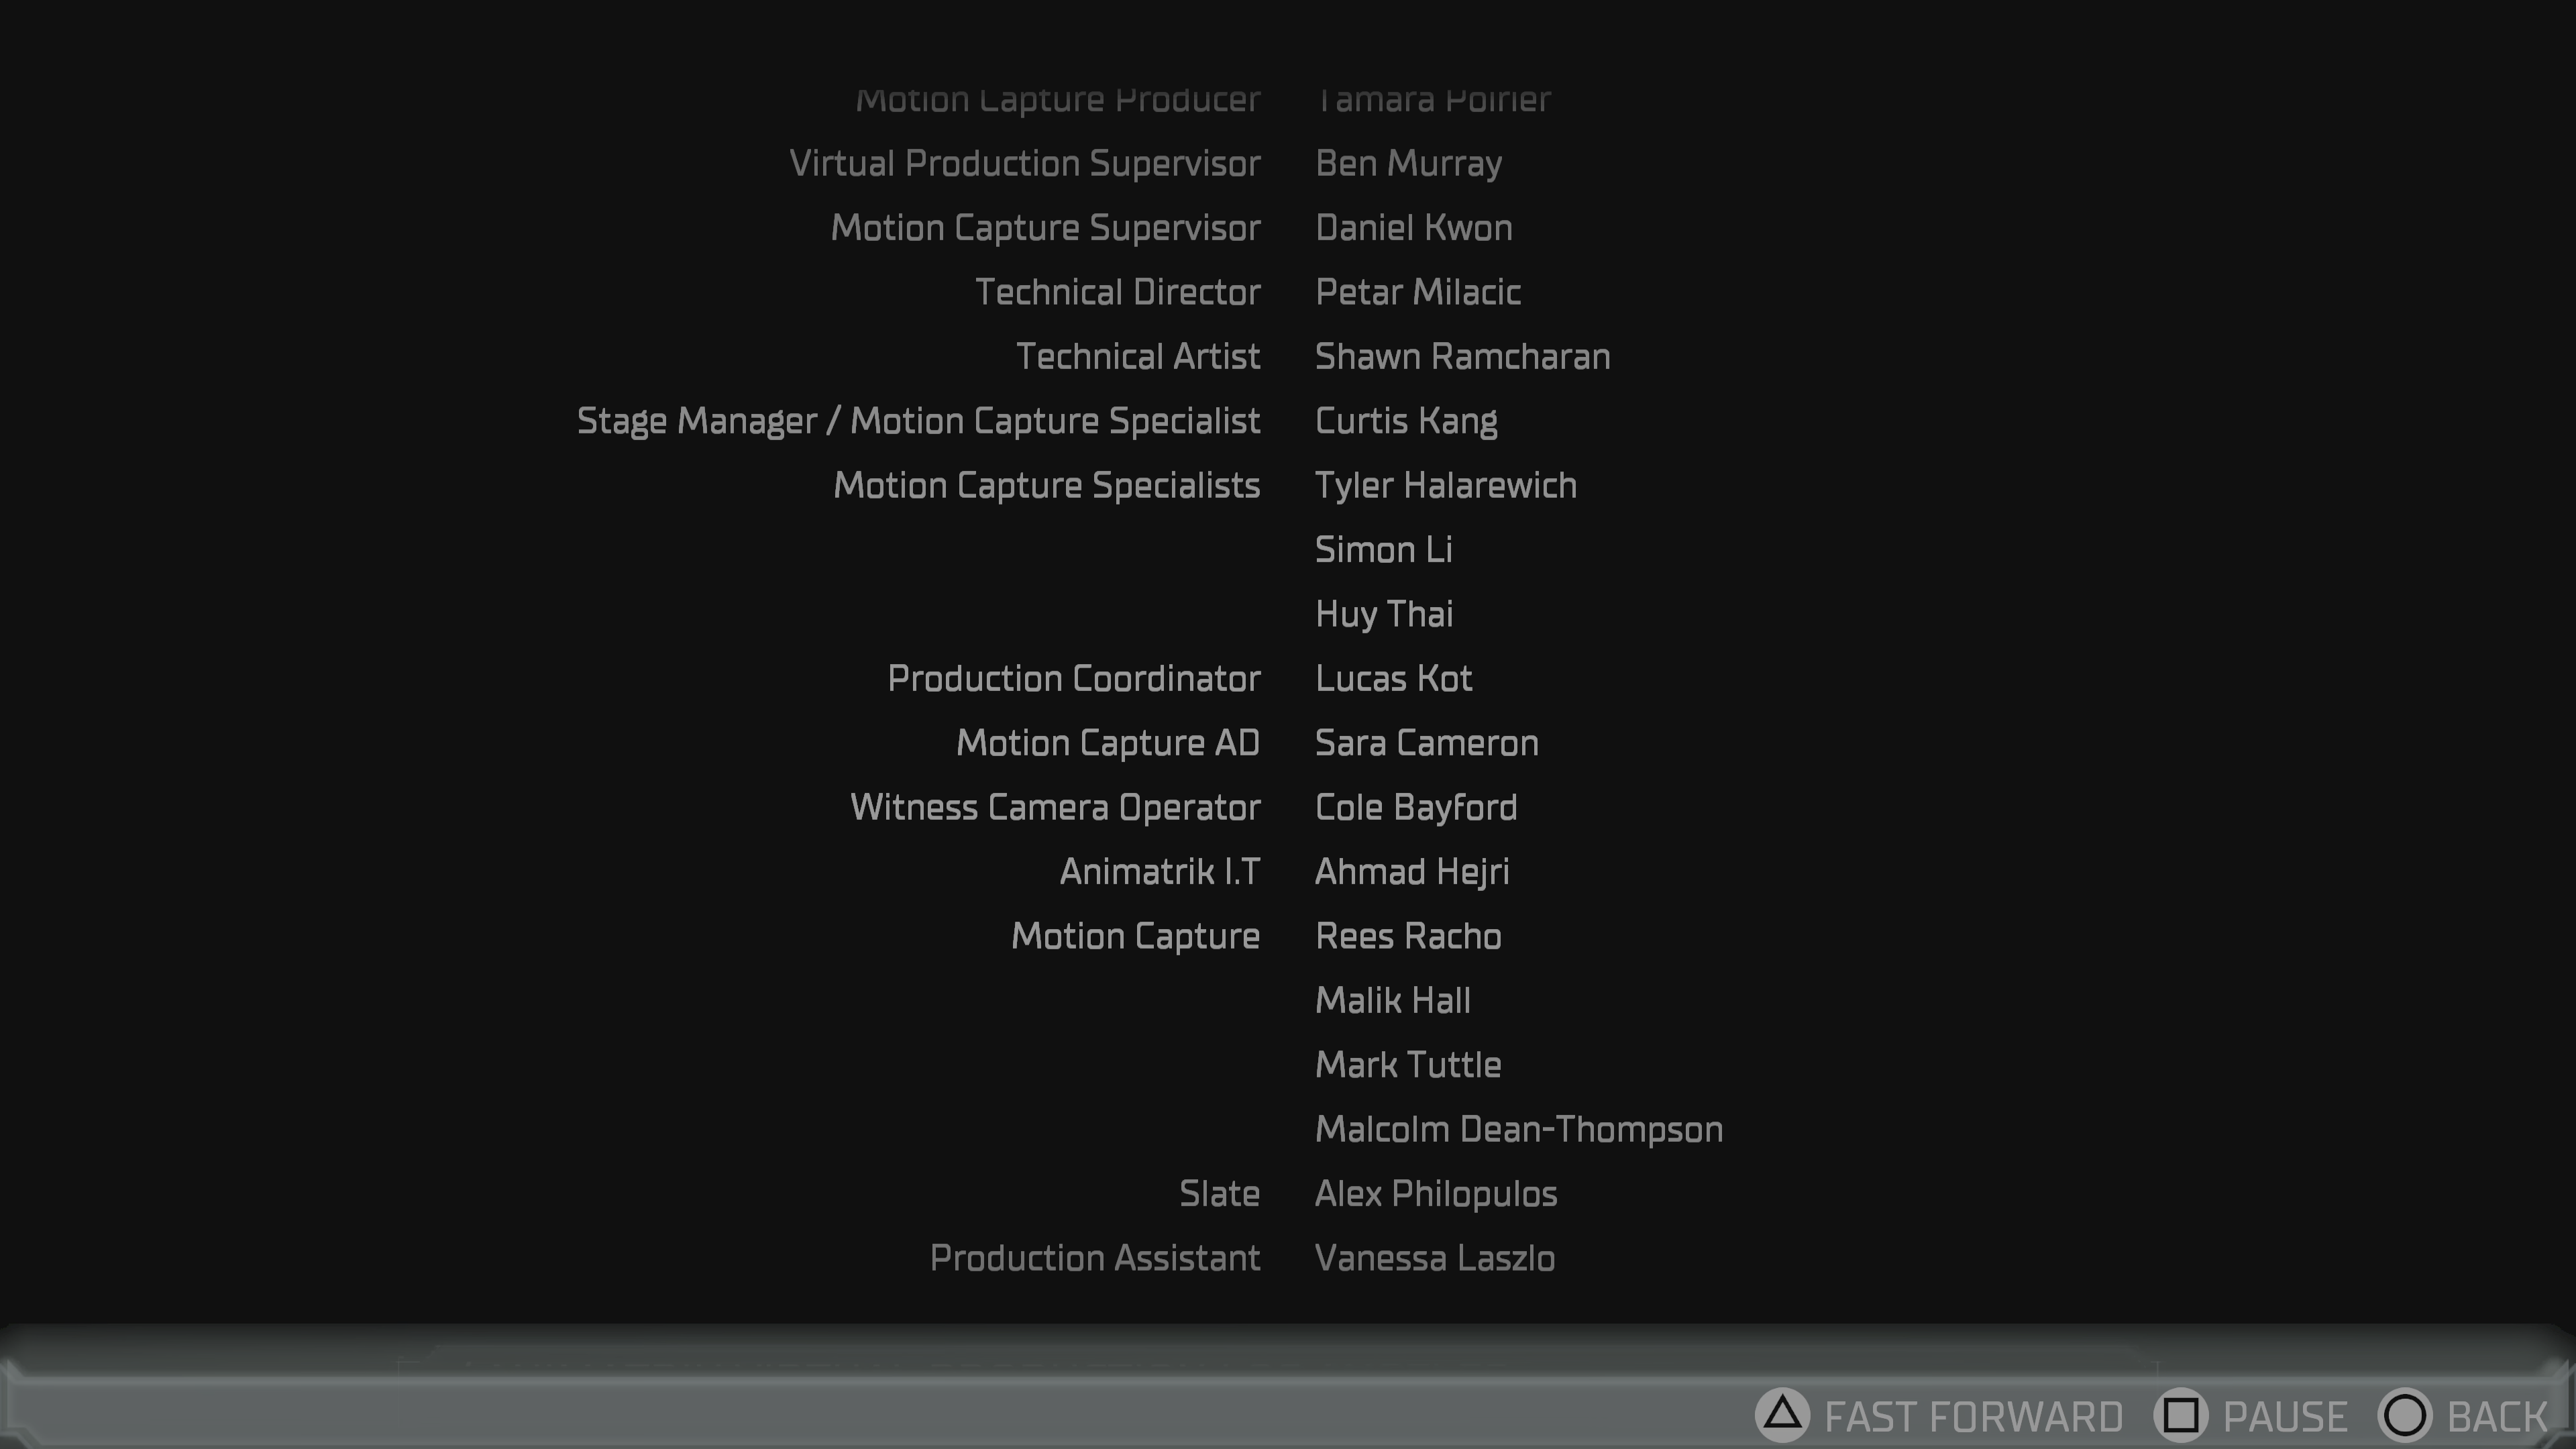 Motion Capture Producer Tamara Poirier
Virtual Production Supervisor Ben Murray
Motion Capture Supervisor Daniel Kwon
Technical Director Petar Milacic
Technical Artist Shawn Ramcharan
Stage Manager / Motion Capture Specialist Curtis Kang
Motion Capture Specialists Tyler Halarewich
Simon Li
Huy Thai
Production Coordinator Lucas Kot
Motion Capture AD Sara Cameron
Witness Camera Operator Cole Bayford
Animatrik I.T Ahmad Hejri
Motion Capture Rees Racho
Malik Hall
Mark Tuttle
Malcolm Dean-Thompson
Slate Alex Philopulos
Production Assistant Vanessa Laszlo
FAST FORWARD PAUSE BACK